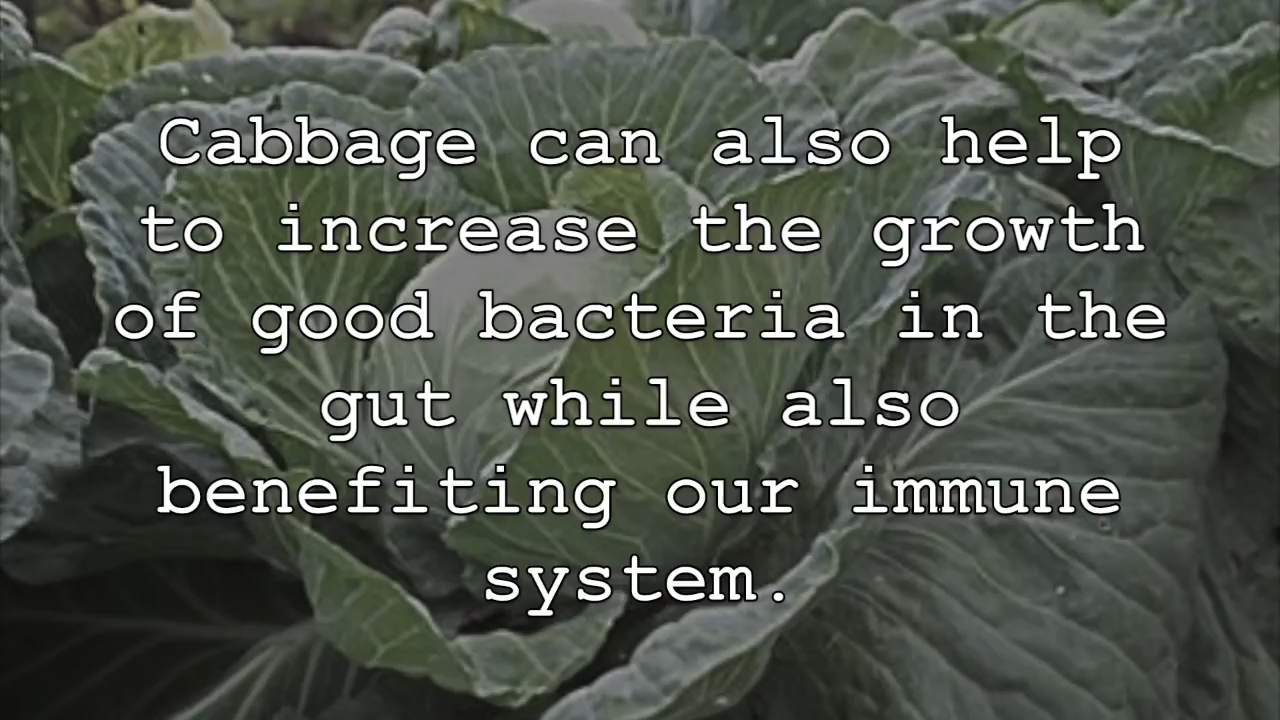 Cabbage can also help
to increase the growth
of good bacteria in the
gut while also
benefiting our immune
system.